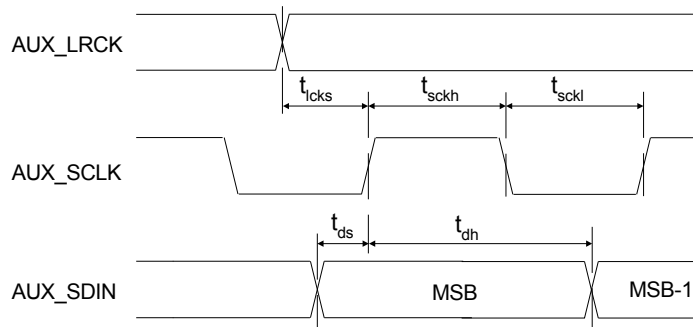 AUX_LRCK
t_lcks t_sckh t_sckl
AUX_SCLK
t_ds t_dh
AUX_SDIN MSB MSB-1